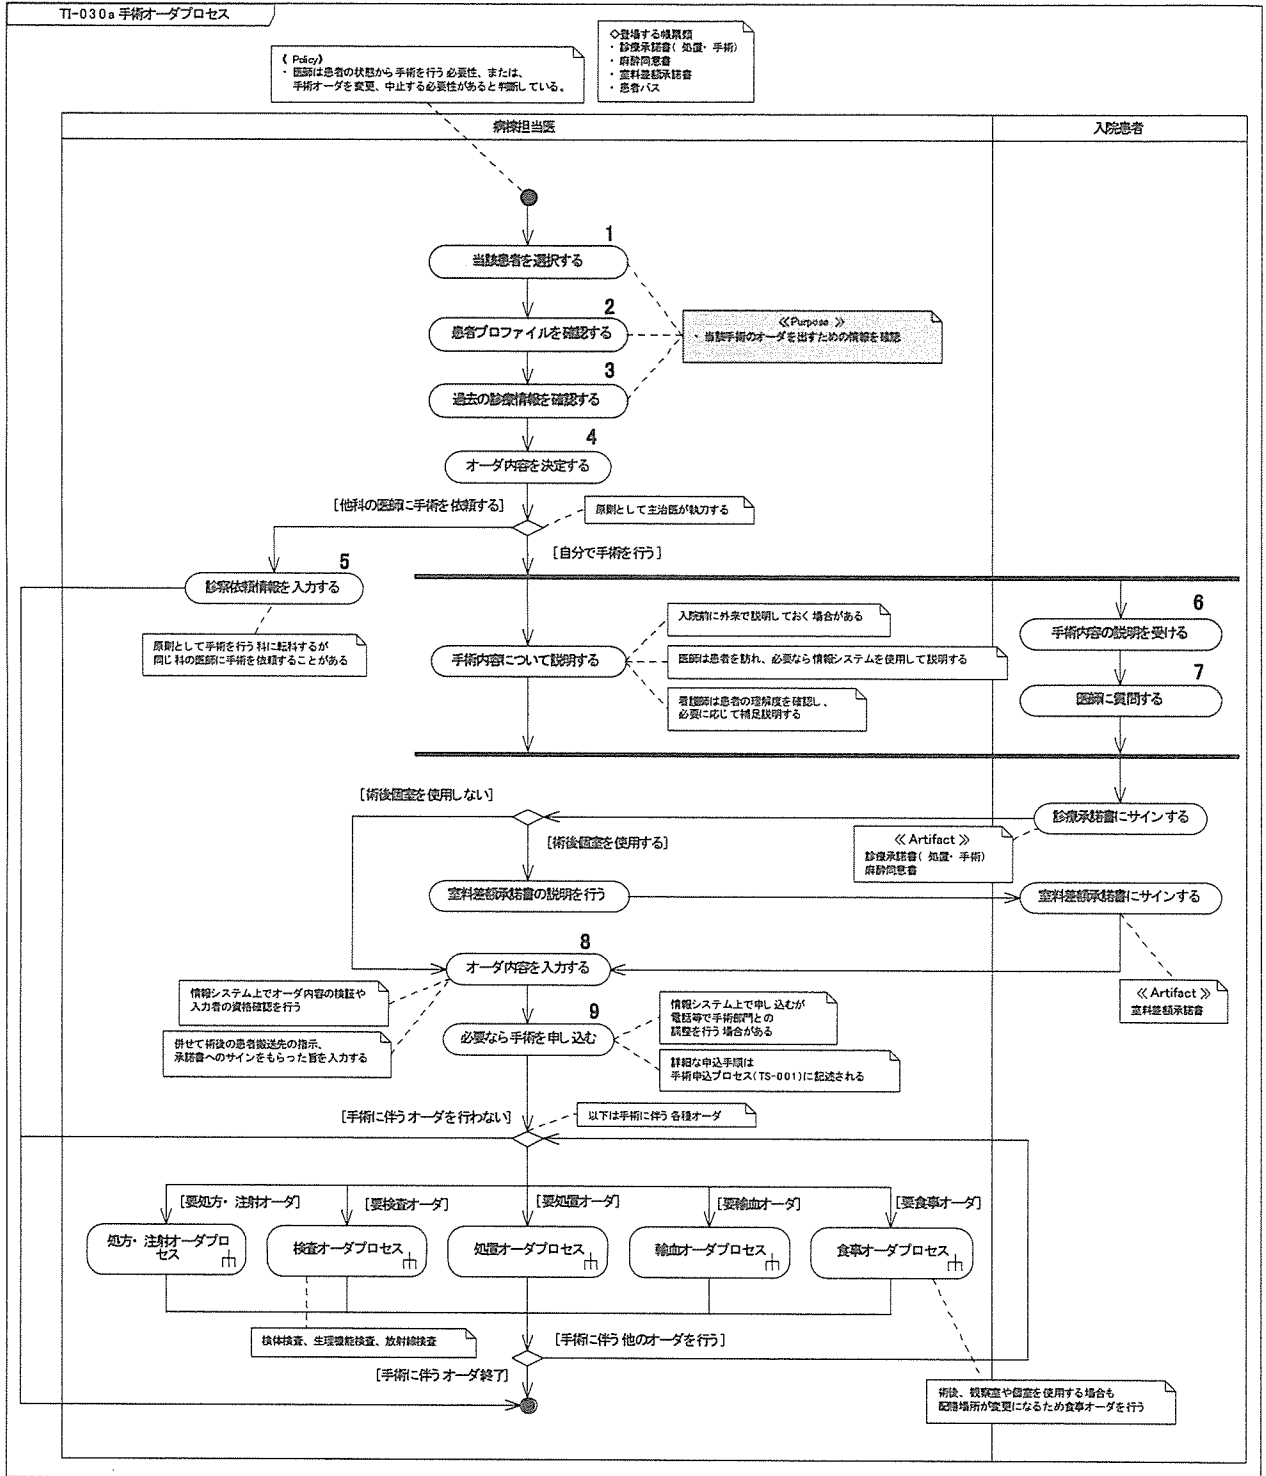 TI-030a 手術オーダプロセス
《 Policy》
・ 医師は患者の状態から手術を行う必要性、または、
手術オーダを変更、中止する必要性があると判断している。
◇登場する帳票類
・ 診療承諾書( 処置・ 手術)
・ 麻酔同意書
・ 室料差額承諾書
・ 患者パス
病棟担当医
入院患者
1
当該患者を選択する
2
患者プロファイルを確認する
≪Purpose ≫
・ 当該手術のオーダを出すための情報を確認
3
過去の診療情報を確認する
4
オーダ内容を決定する
[他科の医師に手術を依頼する]
原則として主治医が執刀する
[自分で手術を行う]
5
診察依頼情報を入力する
原則として手術を行う科に転科するが
同じ科の医師に手術を依頼することがある
入院前に外来で説明しておく場合がある
6
手術内容の説明を受ける
手術内容について説明する
医師は患者を訪れ、必要なら情報システムを使用して説明する
7
医師に質問する
看護師は患者の理解度を確認し、
必要に応じて補足説明する
[術後個室を使用しない]
診療承諾書にサインする
[術後個室を使用する]
≪ Artifact ≫
診療承諾書( 処置・ 手術)
麻酔同意書
室料差額承諾書の説明を行う
室料差額承諾書にサインする
8
オーダ内容を入力する
情報システム上でオーダ内容の検証や
入力者の資格確認を行う
≪ Artifact ≫
室料差額承諾書
9
必要なら手術を申し込む
情報システム上で申し込むが
電話等で手術部門との
調整を行う場合がある
併せて術後の患者搬送先の指示、
承諾書へのサインをもらった旨を入力する
詳細な申込手順は
手術申込プロセス(TS-001)に記述される
[手術に伴うオーダを行わない]
以下は手術に伴う各種オーダ
[要処方・ 注射オーダ]
[要検査オーダ]
[要処置オーダ]
[要輸血オーダ]
[要食事オーダ]
処方・ 注射オーダプロ
セス
検査オーダプロセス
処置オーダプロセス
輸血オーダプロセス
食事オーダプロセス
検体検査、生理機能検査、放射線検査
[手術に伴う他のオーダを行う]
[手術に伴うオーダ終了]
術後、観察室や個室を使用する場合も
配膳場所が変更になるため食事オーダを行う